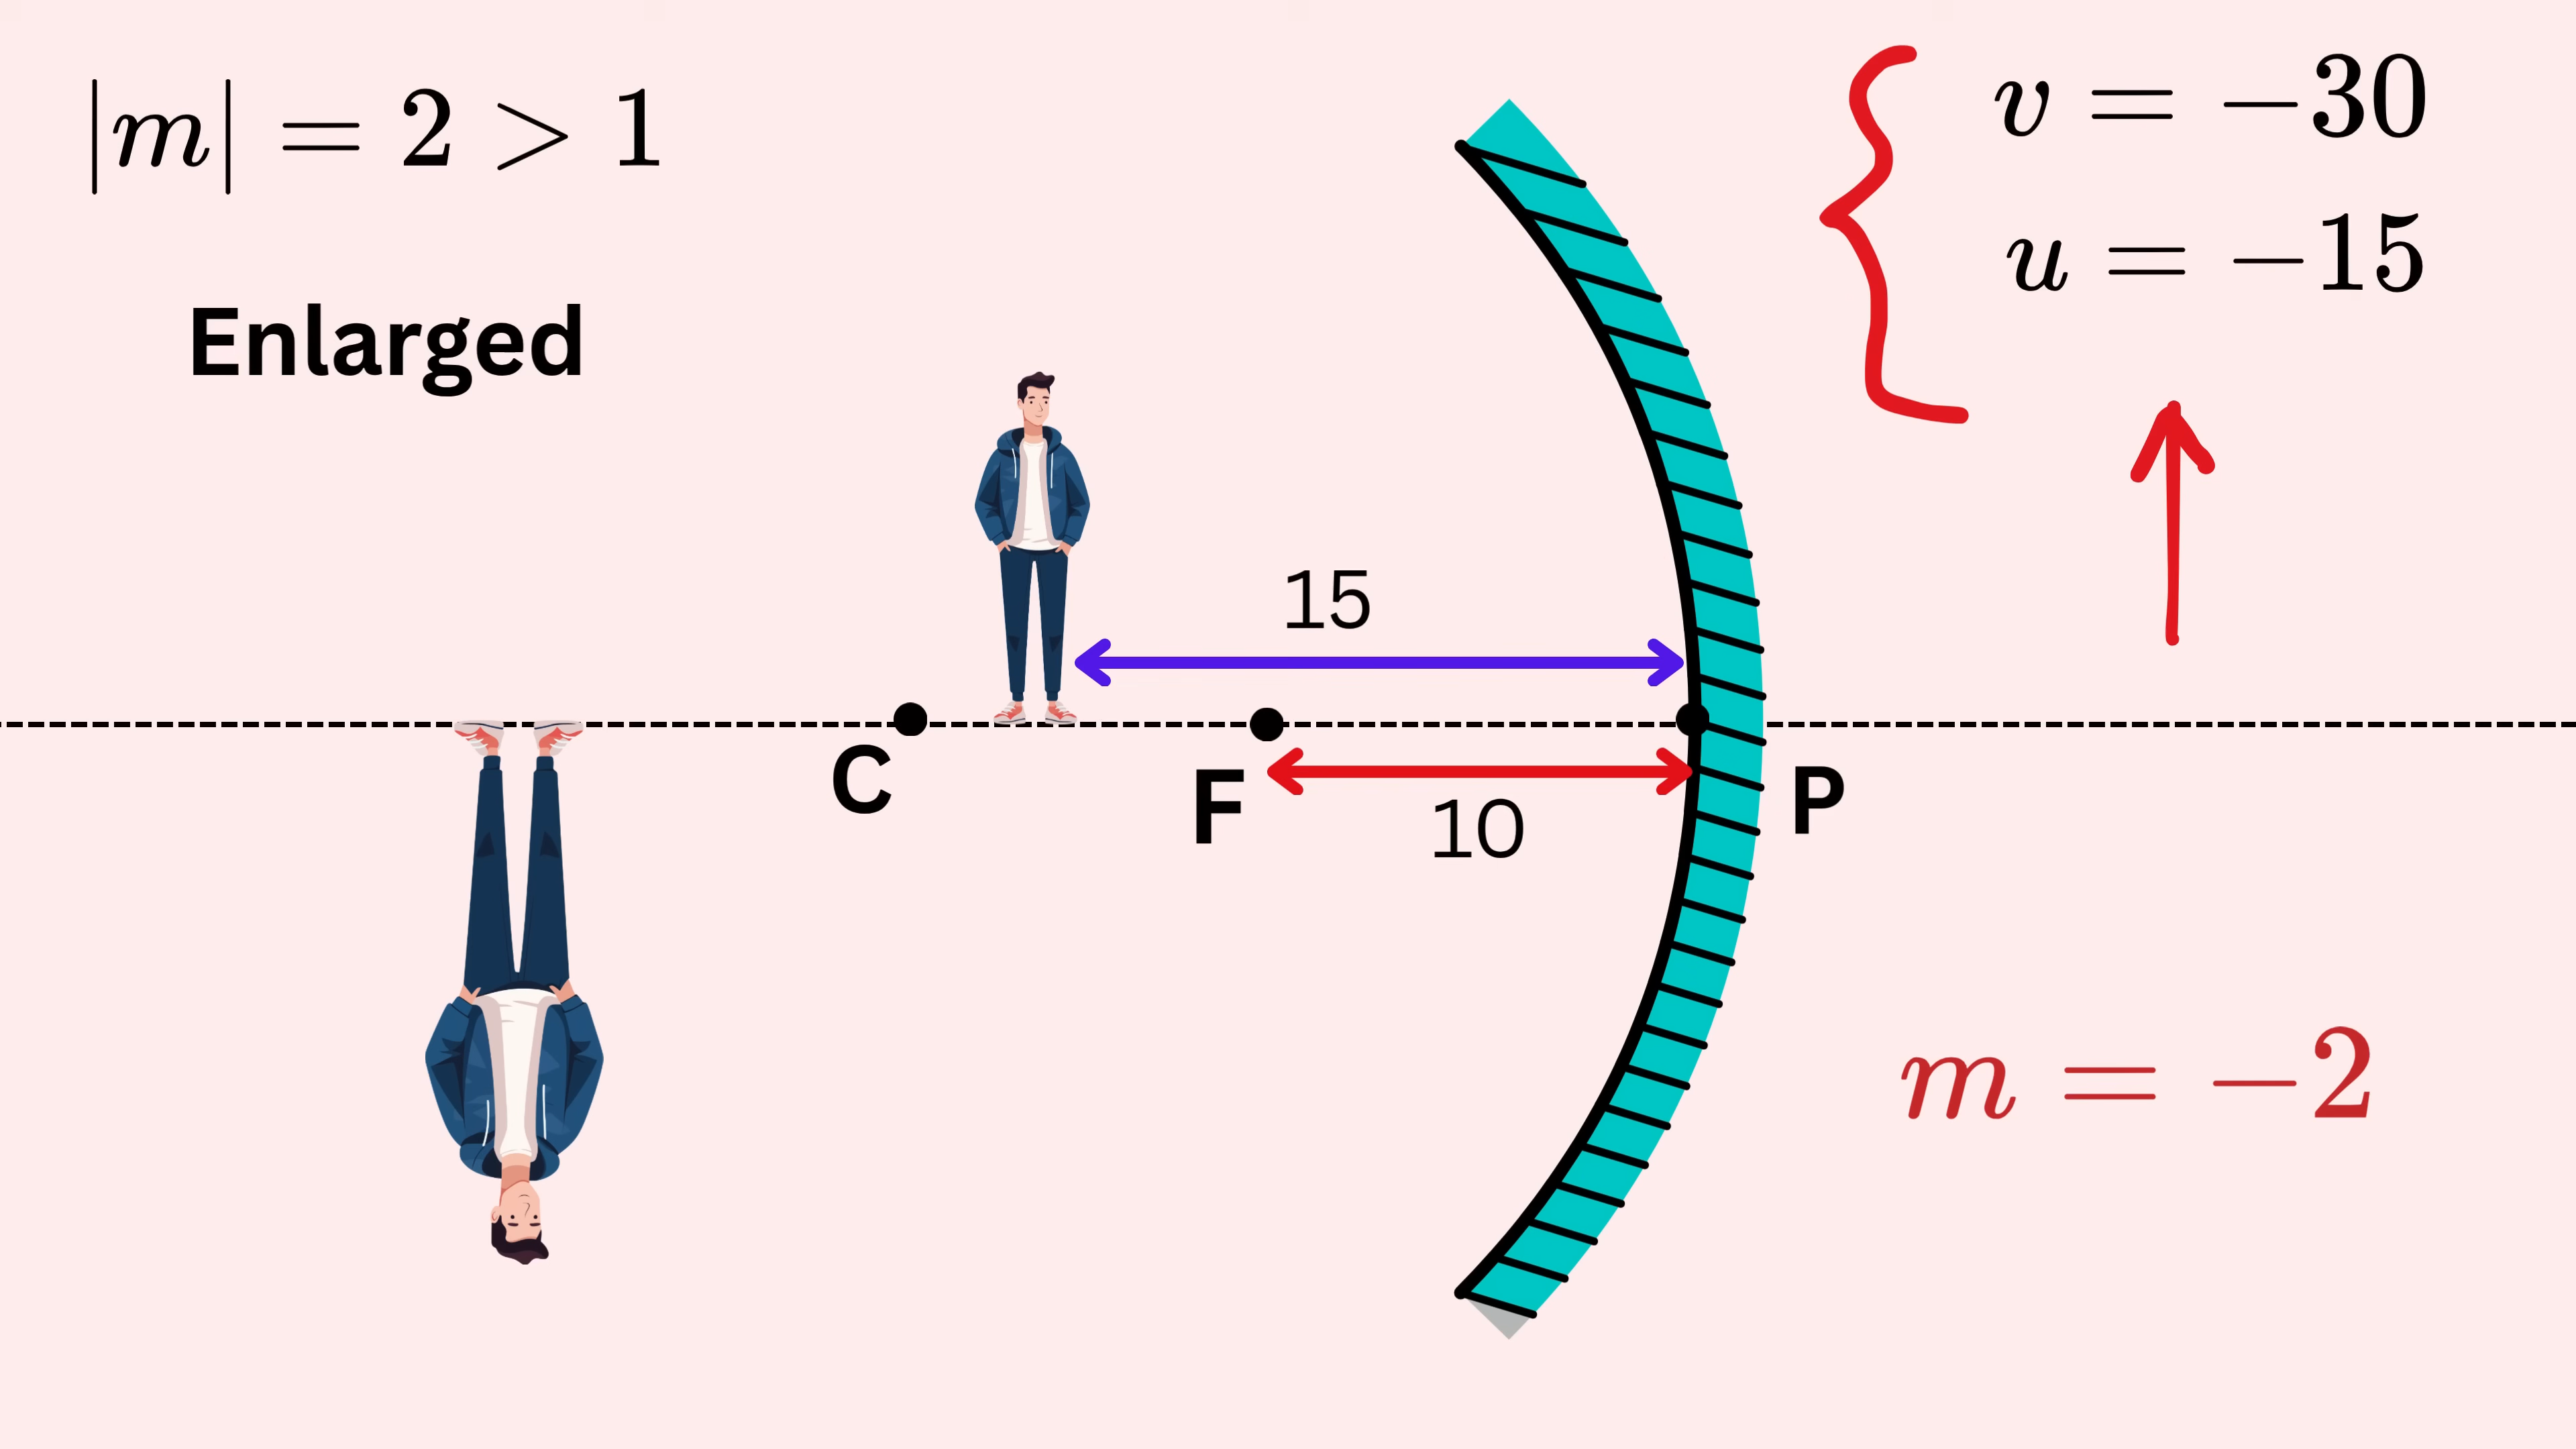 |m| = 2 > 1
Enlarged
v = −30
u = −15
15
C
F
10
P
m = −2